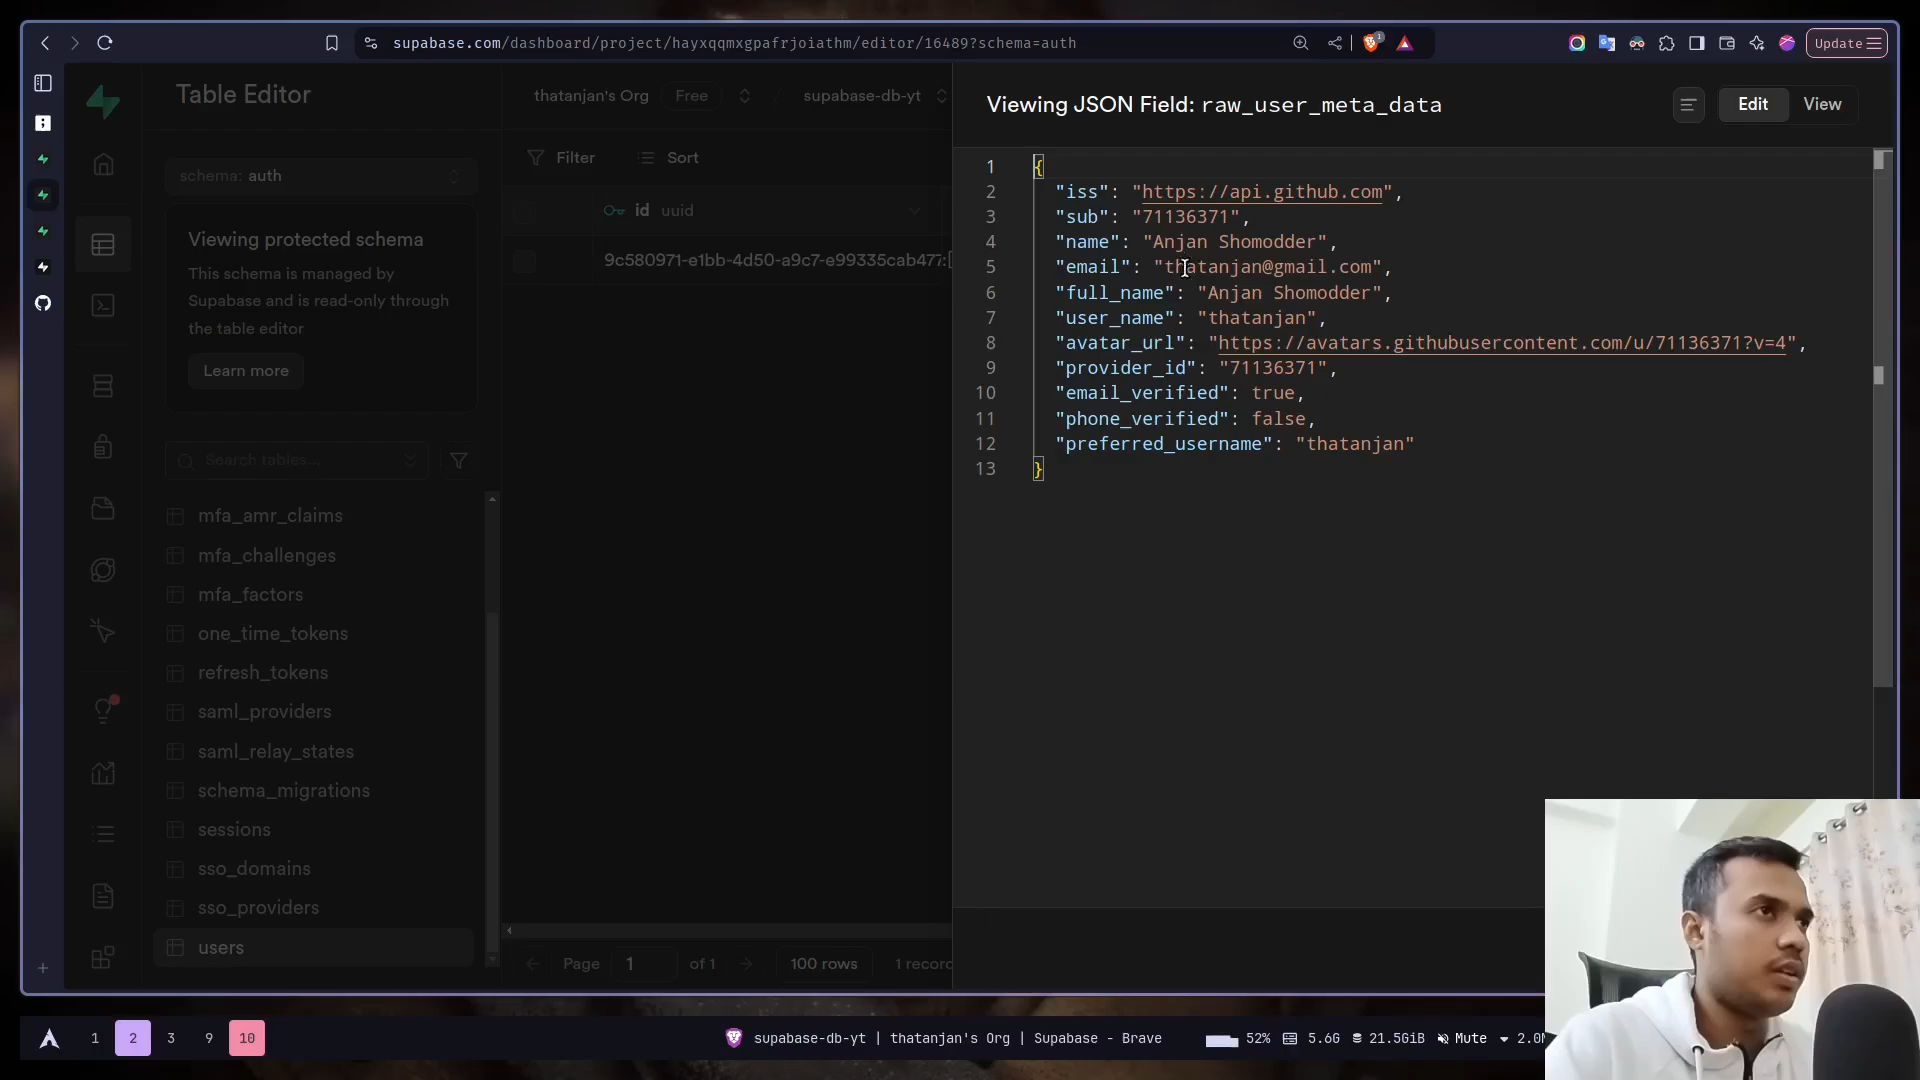 supabase.com/dashboard/project/hayxqqmxgpafrjoiathm/editor/16489?schema=auth
1
Update
Table Editor
thatanjan's Org
Free
supabase-db-yt
Viewing JSON Field: raw_user_meta_data
Edit
View
schema: auth
Filter
Sort
Viewing protected schema
This schema is managed by
Supabase and is read-only through
the table editor
Learn more
id uuid
9c580971-e1bb-4d50-a9c7-e99335cab477
Search tables...
mfa_amr_claims
mfa_challenges
mfa_factors
one_time_tokens
refresh_tokens
saml_providers
saml_relay_states
schema_migrations
sessions
sso_domains
sso_providers
users
Page 1 of 1
100 rows
1 record
1 {
2 "iss": "https://api.github.com",
3 "sub": "71136371",
4 "name": "Anjan Shomodder",
5 "email": "thatanjan@gmail.com",
6 "full_name": "Anjan Shomodder",
7 "user_name": "thatanjan",
8 "avatar_url": "https://avatars.githubusercontent.com/u/71136371?v=4",
9 "provider_id": "71136371",
10 "email_verified": true,
11 "phone_verified": false,
12 "preferred_username": "thatanjan"
13 }
1 2 3 9 10
supabase-db-yt | thatanjan's Org | Supabase - Brave
52% 5.6G 21.5GiB Mute